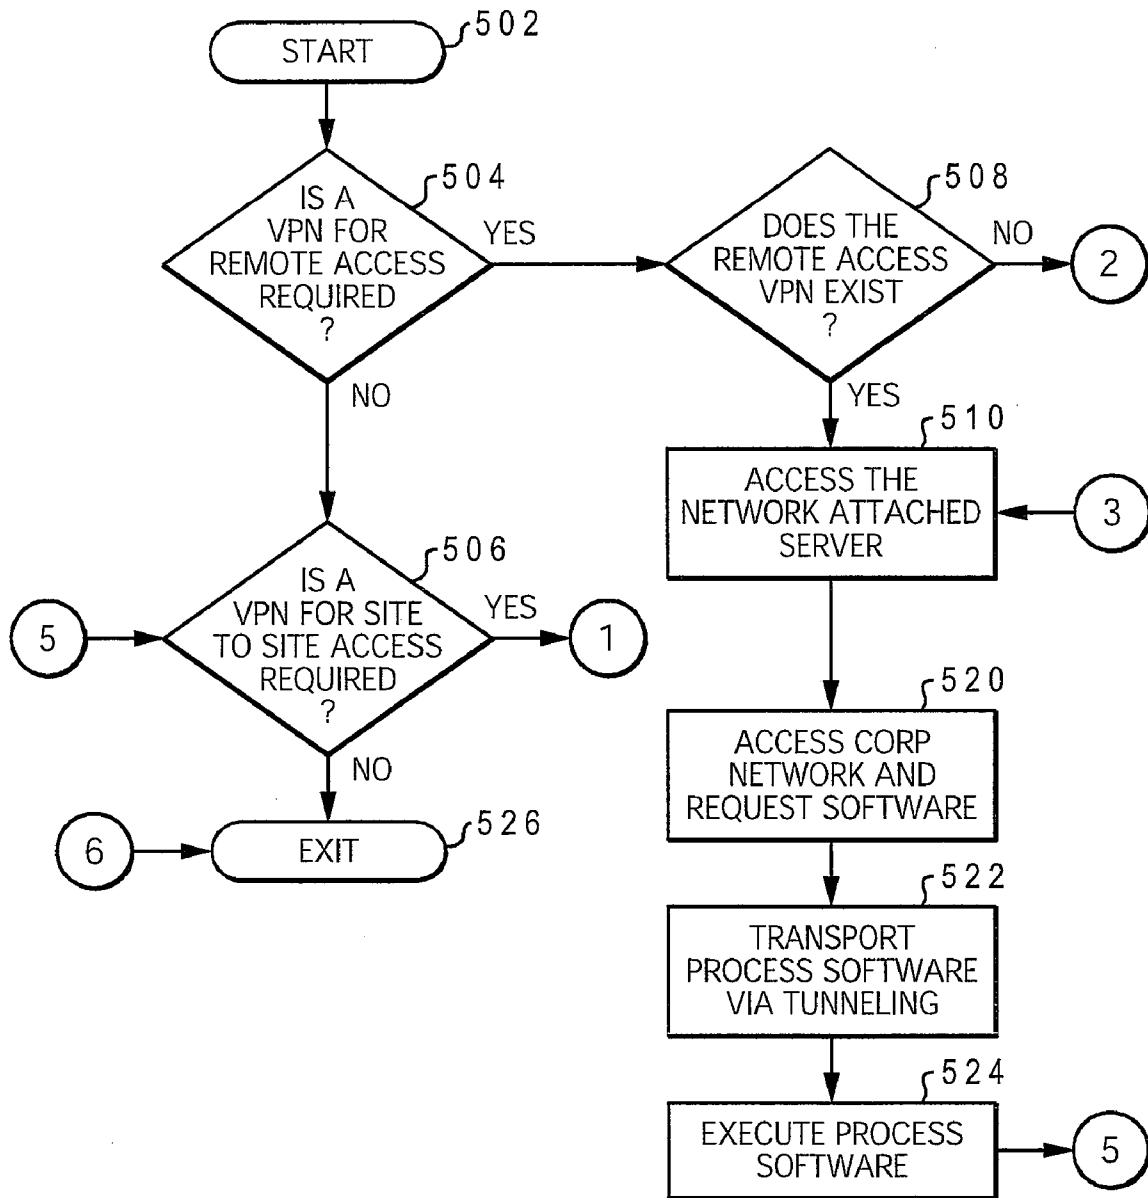 START
502
IS A
VPN FOR
REMOTE ACCESS
REQUIRED
?
504
YES
NO
DOES THE
REMOTE ACCESS
VPN EXIST
?
508
NO
2
YES
ACCESS THE
NETWORK ATTACHED
SERVER
510
3
5
IS A
VPN FOR SITE
TO SITE ACCESS
REQUIRED
?
506
YES
1
NO
6
EXIT
526
ACCESS CORP
NETWORK AND
REQUEST SOFTWARE
520
TRANSPORT
PROCESS SOFTWARE
VIA TUNNELING
522
EXECUTE PROCESS
SOFTWARE
524
5